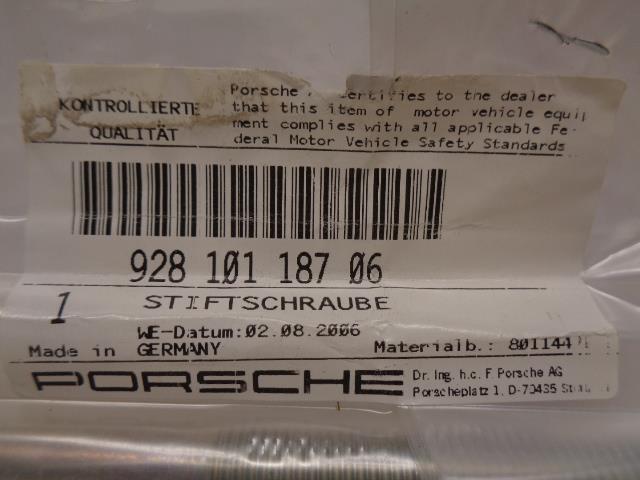 KONTROLLIERTE
QUALITÄT
Porsche to the dealer
that this item of motor vehicle equip
ment complies with all applicable Fe-
deral Motor Vehicle Safety Standards
928 101 187 06
1 STIFTSCHRAUBE
WE-Datum:02.08.2006
Made in GERMANY Materialb.: 801144
PORSCHE
Dr. Ing. h.c. F. Porsche AG
Porscheplatz 1, D-70435